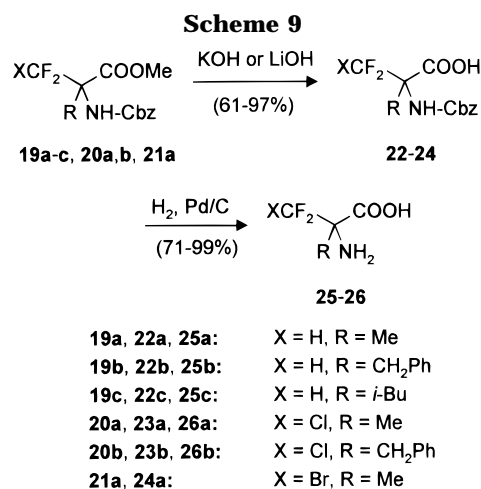 Scheme 9
XCF₂ COOMe
R NH-Cbz
19a-c, 20a,b, 21a
KOH or LiOH
(61-97%)
XCF₂ COOH
R NH-Cbz
22-24
H₂, Pd/C
(71-99%)
XCF₂ COOH
R NH₂
25-26
19a, 22a, 25a: X = H, R = Me
19b, 22b, 25b: X = H, R = CH₂Ph
19c, 22c, 25c: X = H, R = i-Bu
20a, 23a, 26a: X = Cl, R = Me
20b, 23b, 26b: X = Cl, R = CH₂Ph
21a, 24a: X = Br, R = Me